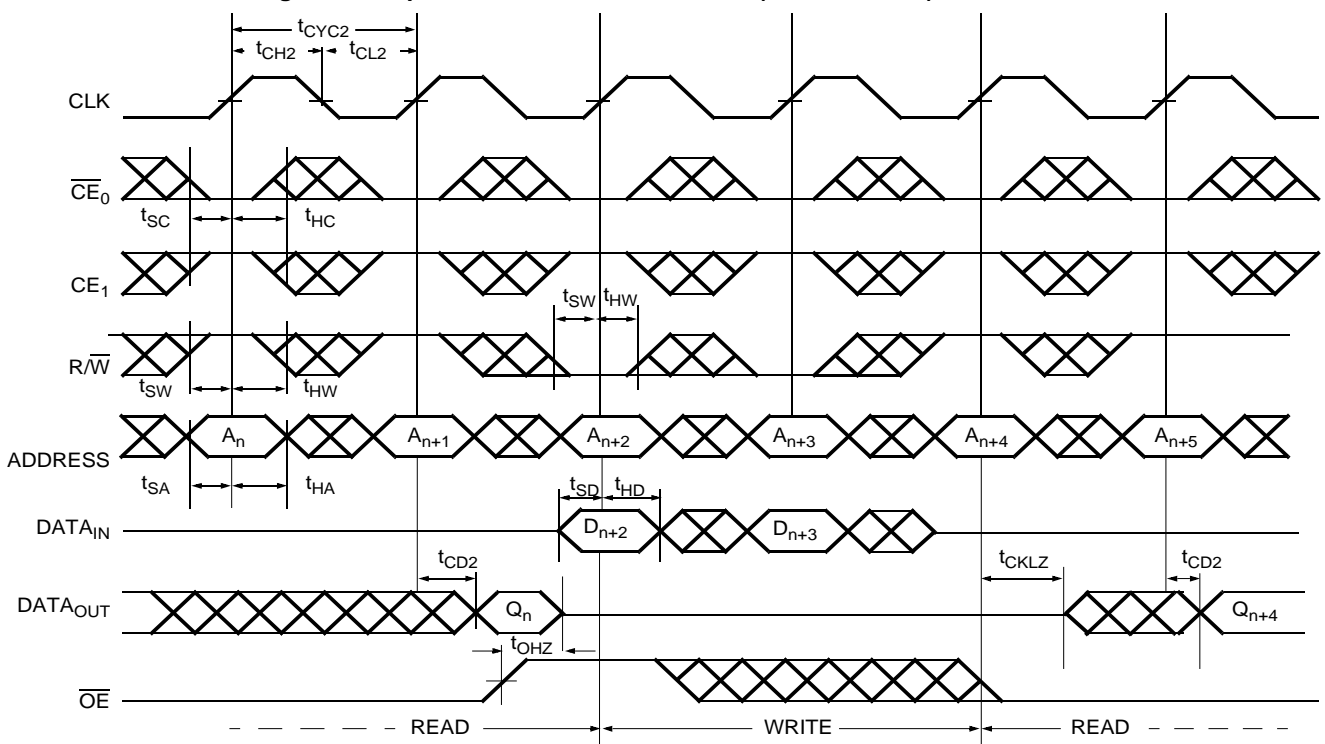 tCYC2
tCH2 tCL2
CLK
CE0
tSC tHC
CE1
tSW tHW
R/W
tSW tHW
An An+1 An+2 An+3 An+4 An+5
ADDRESS
tSA tHA
tSD tHD
DATAIN Dn+2 Dn+3
tCD2 tCKLZ tCD2
DATAOUT Qn Qn+4
tOHZ
OE
READ WRITE READ